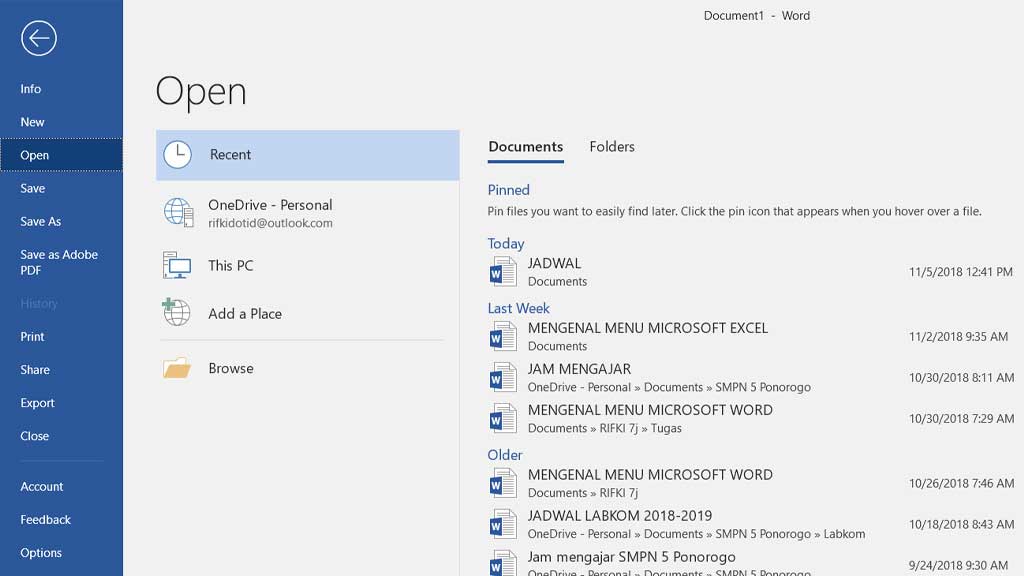 Document1 - Word
Info
New
Open
Save
Save As
Save as Adobe
PDF
History
Print
Share
Export
Close
Account
Feedback
Options
Open
Recent
OneDrive - Personal
rifkidotid@outlook.com
This PC
Add a Place
Browse
Documents Folders
Pinned
Pin files you want to easily find later. Click the pin icon that appears when you hover over a file.
Today
JADWAL 11/5/2018 12:41 PM
Documents
Last Week
MENGENAL MENU MICROSOFT EXCEL 11/2/2018 9:35 AM
Documents
JAM MENGAJAR 10/30/2018 8:11 AM
OneDrive - Personal » Documents » SMPN 5 Ponorogo
MENGENAL MENU MICROSOFT WORD 10/30/2018 7:29 AM
Documents » RIFKI 7j » Tugas
Older
MENGENAL MENU MICROSOFT WORD 10/26/2018 7:46 AM
Documents » RIFKI 7j
JADWAL LABKOM 2018-2019 10/18/2018 8:43 AM
OneDrive - Personal » Documents » SMPN 5 Ponorogo » Labkom
Jam mengajar SMPN 5 Ponorogo 9/24/2018 9:30 AM
OneDrive - Personal » Documents » SMPN 5 Ponorogo